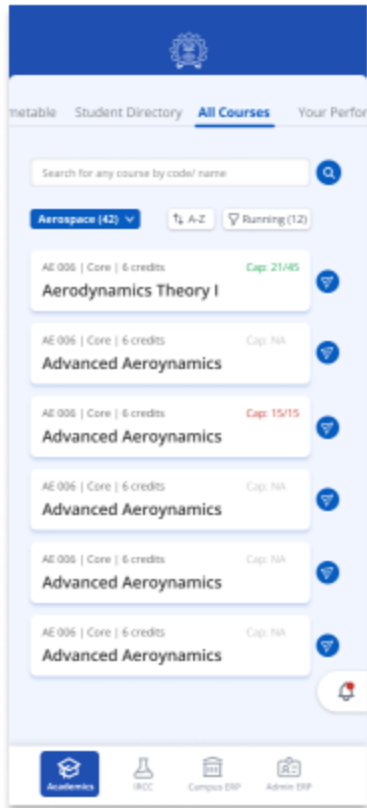 metable Student Directory All Courses Your Perfor
Search for any course by code/ name
Aerospace (42) A-Z Running (12)
AE 006 | Core | 6 credits Cap: 21/45
Aerodynamics Theory I
AE 006 | Core | 6 credits Cap: NA
Advanced Aeroynamics
AE 006 | Core | 6 credits Cap: 15/15
Advanced Aeroynamics
AE 006 | Core | 6 credits Cap: NA
Advanced Aeroynamics
AE 006 | Core | 6 credits Cap: NA
Advanced Aeroynamics
AE 006 | Core | 6 credits Cap: NA
Advanced Aeroynamics
Academics IRCC Campus ERP Admin ERP